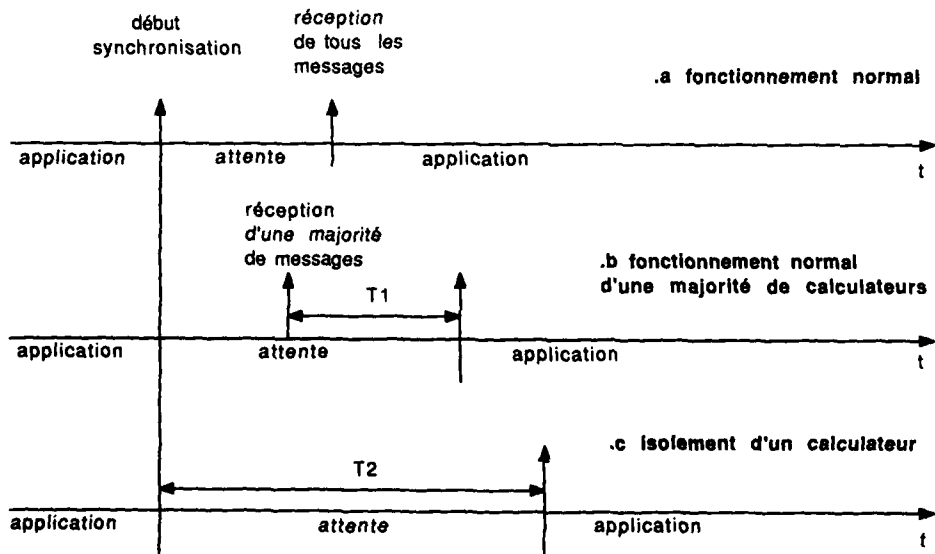 début
synchronisation
réception
de tous les
messages
.a fonctionnement normal
application
attente
application
t
réception
d'une majorité
de messages
.b fonctionnement normal
d'une majorité de calculateurs
T1
application
attente
application
t
.c isolement d'un calculateur
T2
application
attente
application
t